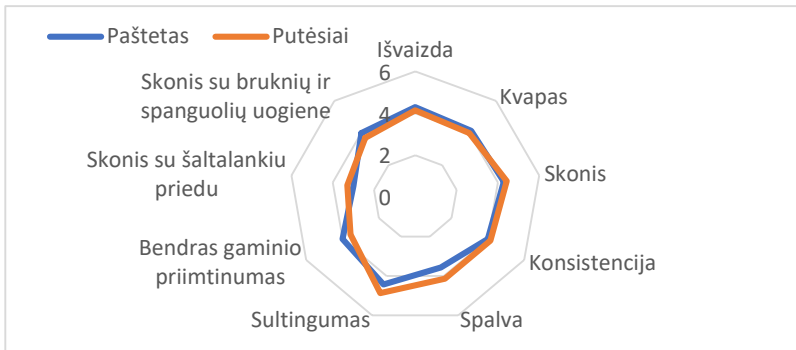 Paštetas
Putėsiai
Išvaizda
Kvapas
Skonis
Konsistencija
Spalva
Sultingumas
Bendras gaminio
priimtinumas
Skonis su šaltalankiu
priedu
Skonis su bruknių ir
spanguolių uogiene
6
4
2
0